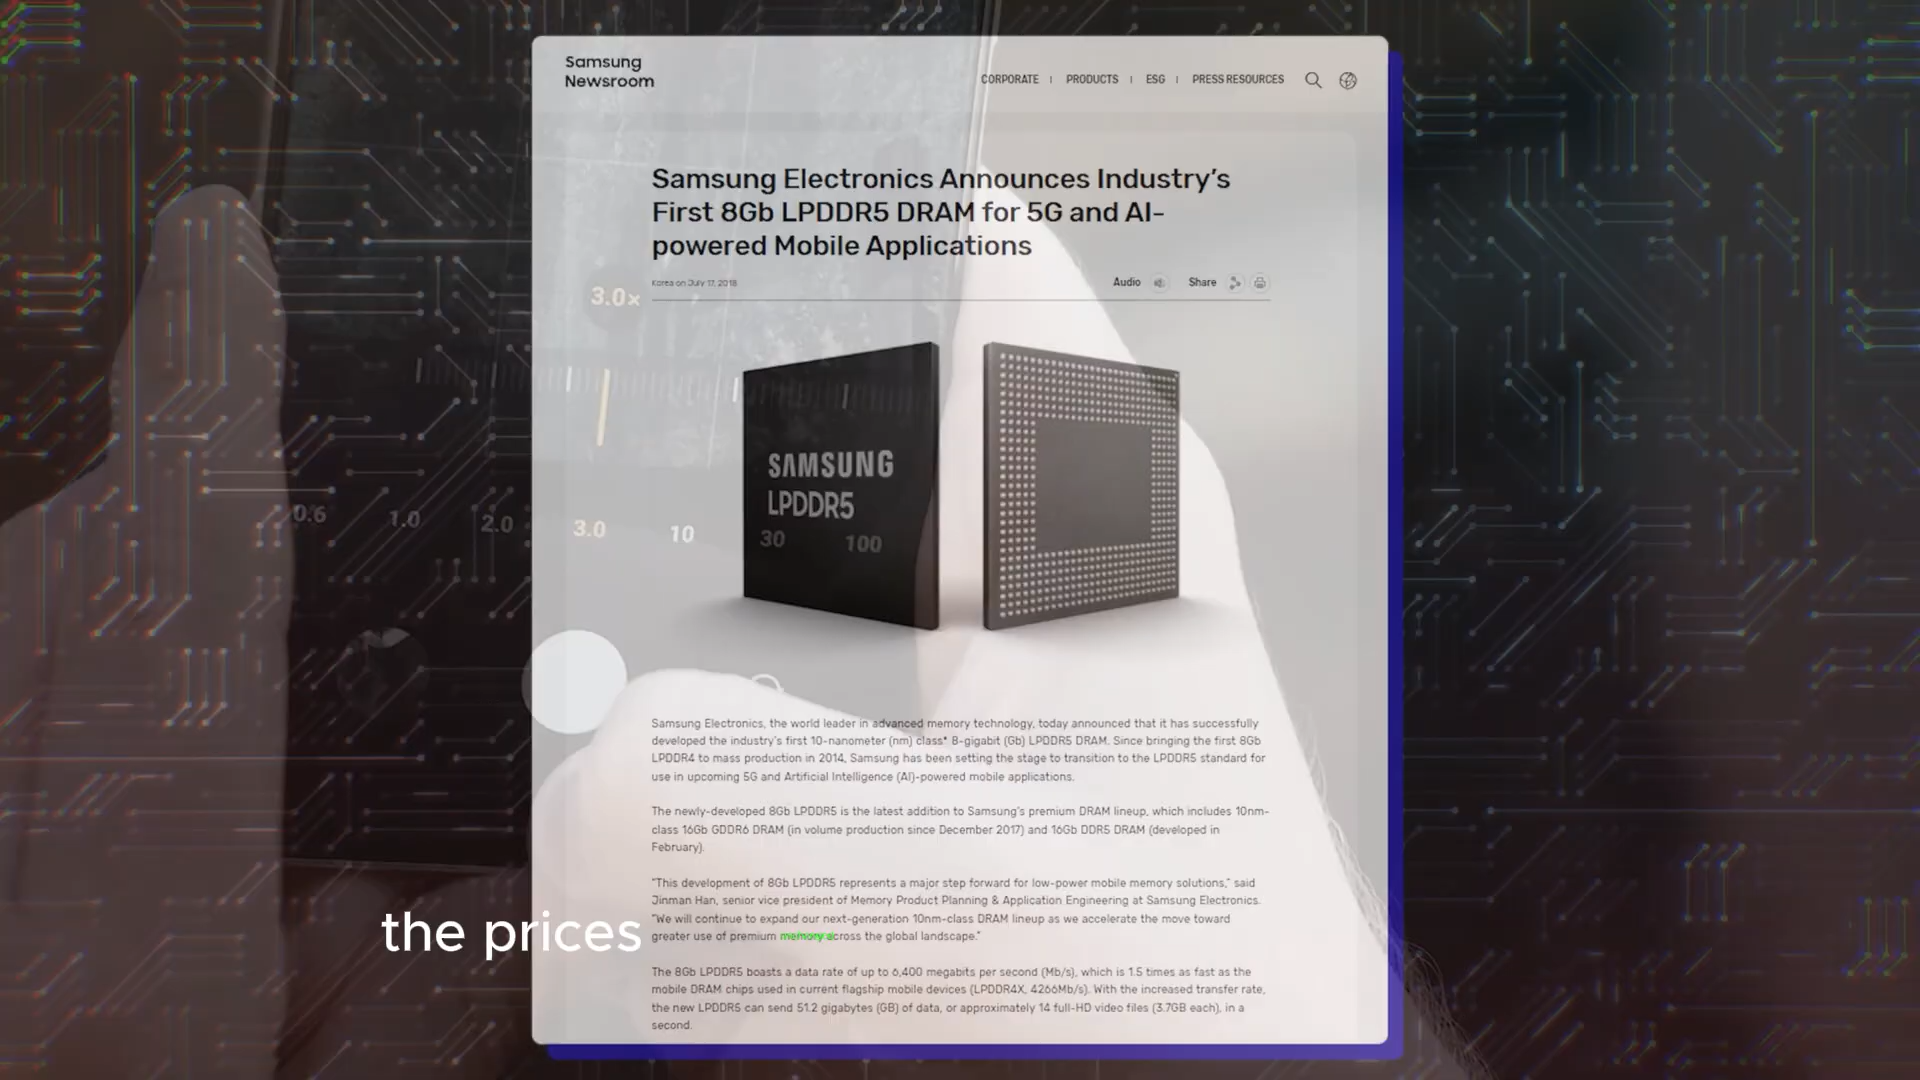 Samsung
Newsroom
CORPORATE | PRODUCTS | ESG | PRESS RESOURCES
Samsung Electronics Announces Industry's
First 8Gb LPDDR5 DRAM for 5G and AI-
powered Mobile Applications
Korea on July 17, 2018
Audio Share
3.0×
SAMSUNG
LPDDR5
0.6 1.0 2.0 3.0 10 30 100
Samsung Electronics, the world leader in advanced memory technology, today announced that it has successfully
developed the industry's first 10-nanometer (nm) class* 8-gigabit (Gb) LPDDR5 DRAM. Since bringing the first 8Gb
LPDDR4 to mass production in 2014, Samsung has been setting the stage to transition to the LPDDR5 standard for
use in upcoming 5G and Artificial Intelligence (AI)-powered mobile applications.
The newly-developed 8Gb LPDDR5 is the latest addition to Samsung's premium DRAM lineup, which includes 10nm-
class 16Gb GDDR6 DRAM (in volume production since December 2017) and 16Gb DDR5 DRAM (developed in
February).
"This development of 8Gb LPDDR5 represents a major step forward for low-power mobile memory solutions," said
Jinman Han, senior vice president of Memory Product Planning & Application Engineering at Samsung Electronics.
"We will continue to expand our next-generation 10nm-class DRAM lineup as we accelerate the move toward
greater use of premium memory across the global landscape."
the prices
The 8Gb LPDDR5 boasts a data rate of up to 6,400 megabits per second (Mb/s), which is 1.5 times as fast as the
mobile DRAM chips used in current flagship mobile devices (LPDDR4X, 4266Mb/s). With the increased transfer rate,
the new LPDDR5 can send 51.2 gigabytes (GB) of data, or approximately 14 full-HD video files (3.7GB each), in a
second.